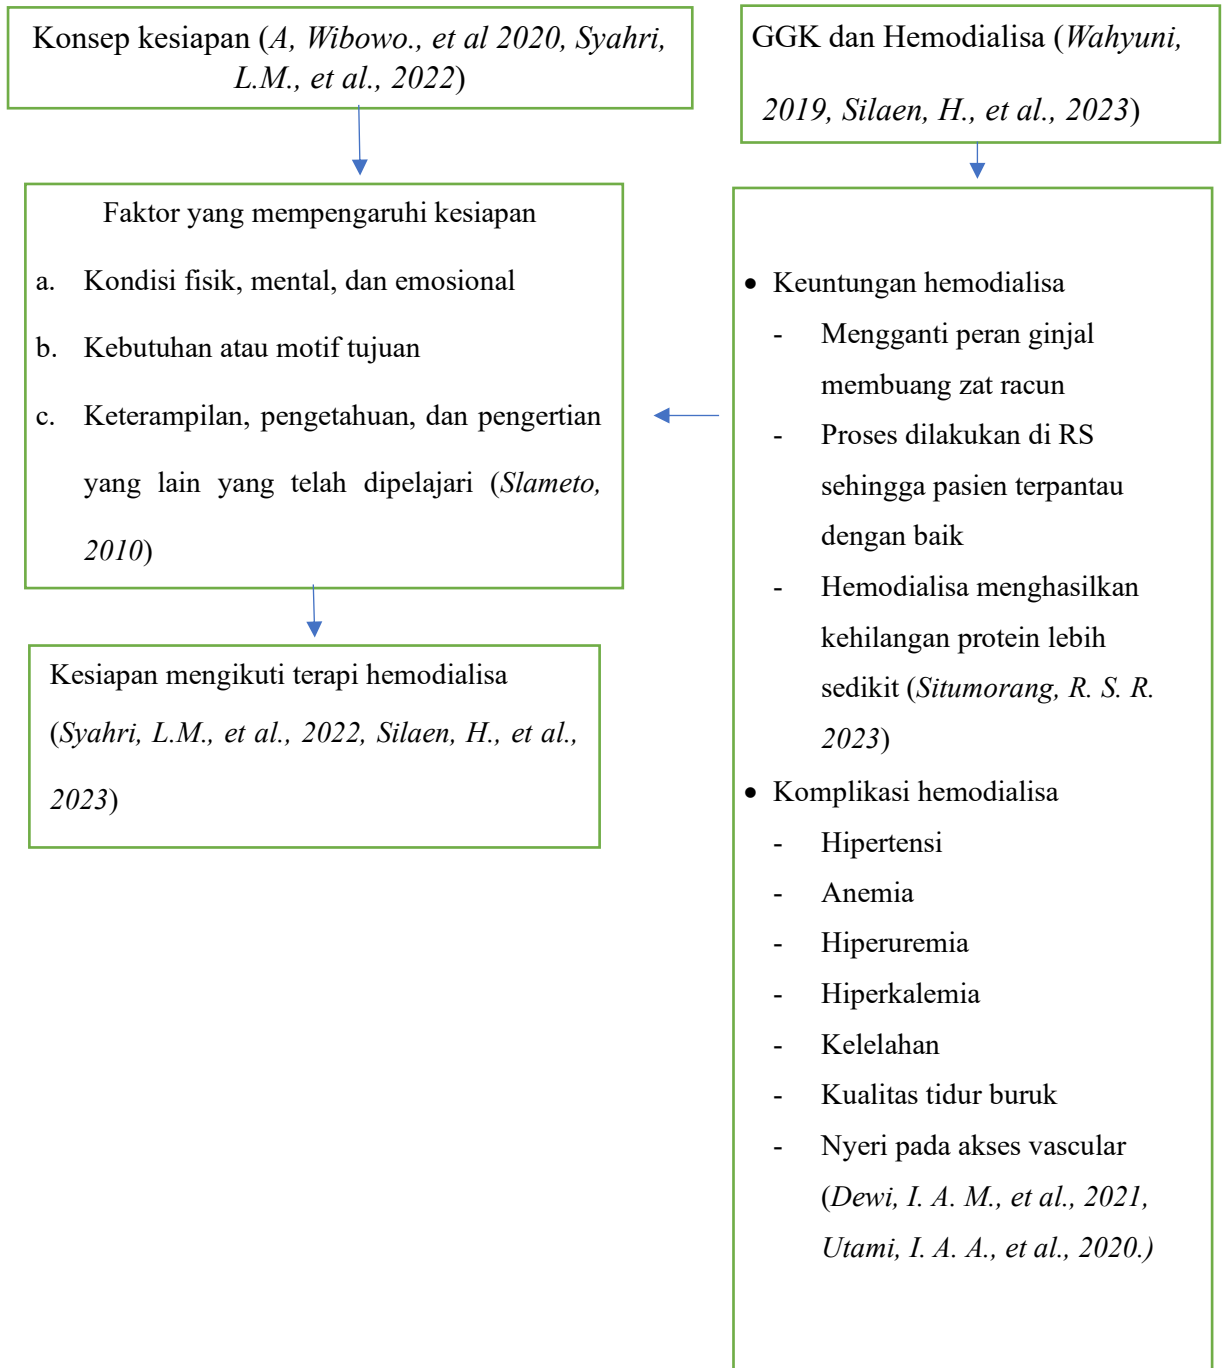 Konsep kesiapan (A, Wibowo., et al 2020, Syahri,
L.M., et al., 2022)
Faktor yang mempengaruhi kesiapan
a. Kondisi fisik, mental, dan emosional
b. Kebutuhan atau motif tujuan
c. Keterampilan, pengetahuan, dan pengertian
yang lain yang telah dipelajari (Slameto,
2010)
Kesiapan mengikuti terapi hemodialisa
(Syahri, L.M., et al., 2022, Silaen, H., et al.,
2023)
GGK dan Hemodialisa (Wahyuni,
2019, Silaen, H., et al., 2023)
• Keuntungan hemodialisa
- Mengganti peran ginjal
membuang zat racun
- Proses dilakukan di RS
sehingga pasien terpantau
dengan baik
- Hemodialisa menghasilkan
kehilangan protein lebih
sedikit (Situmorang, R. S. R.
2023)
• Komplikasi hemodialisa
- Hipertensi
- Anemia
- Hiperuremia
- Hiperkalemia
- Kelelahan
- Kualitas tidur buruk
- Nyeri pada akses vascular
(Dewi, I. A. M., et al., 2021,
Utami, I. A. A., et al., 2020.)